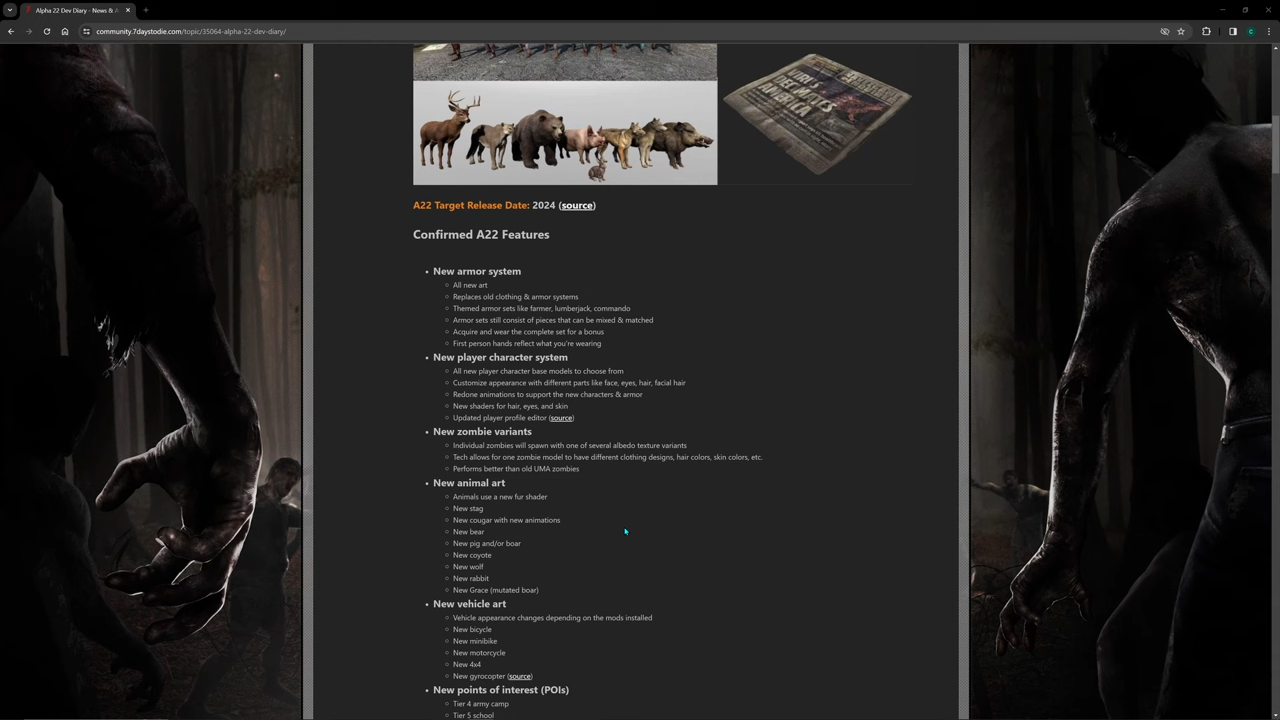 Alpha 22 Dev Diary - News & A
community.7daystodie.com/topic/35064-alpha-22-dev-diary/
C
A22 Target Release Date: 2024 (source)
Confirmed A22 Features
New armor system
All new art
Replaces old clothing & armor systems
Themed armor sets like farmer, lumberjack, commando
Armor sets still consist of pieces that can be mixed & matched
Acquire and wear the complete set for a bonus
First person hands reflect what you're wearing
New player character system
All new player character base models to choose from
Customize appearance with different parts like face, eyes, hair, facial hair
Redone animations to support the new characters & armor
New shaders for hair, eyes, and skin
Updated player profile editor (source)
New zombie variants
Individual zombies will spawn with one of several albedo texture variants
Tech allows for one zombie model to have different clothing designs, hair colors, skin colors, etc.
Performs better than old UMA zombies
New animal art
Animals use a new fur shader
New stag
New cougar with new animations
New bear
New pig and/or boar
New coyote
New wolf
New rabbit
New Grace (mutated boar)
New vehicle art
Vehicle appearance changes depending on the mods installed
New bicycle
New minibike
New motorcycle
New 4x4
New gyrocopter (source)
New points of interest (POIs)
Tier 4 army camp
Tier 5 school